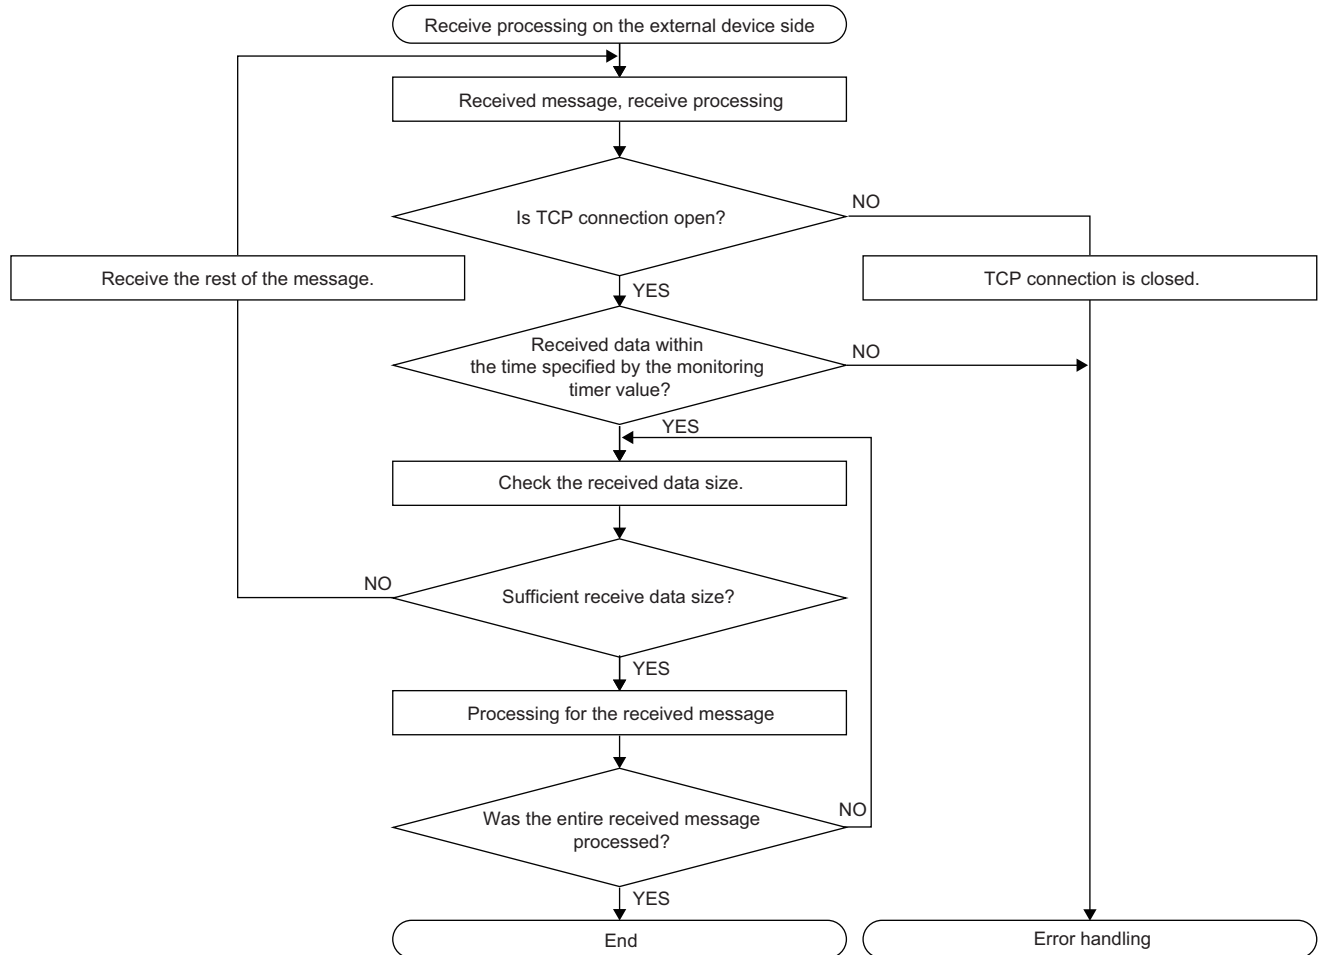 Receive processing on the external device side
Received message, receive processing
Is TCP connection open?
NO
Receive the rest of the message.
TCP connection is closed.
YES
Received data within
the time specified by the monitoring
timer value?
NO
YES
Check the received data size.
NO
Sufficient receive data size?
YES
Processing for the received message
Was the entire received message
processed?
NO
YES
End
Error handling